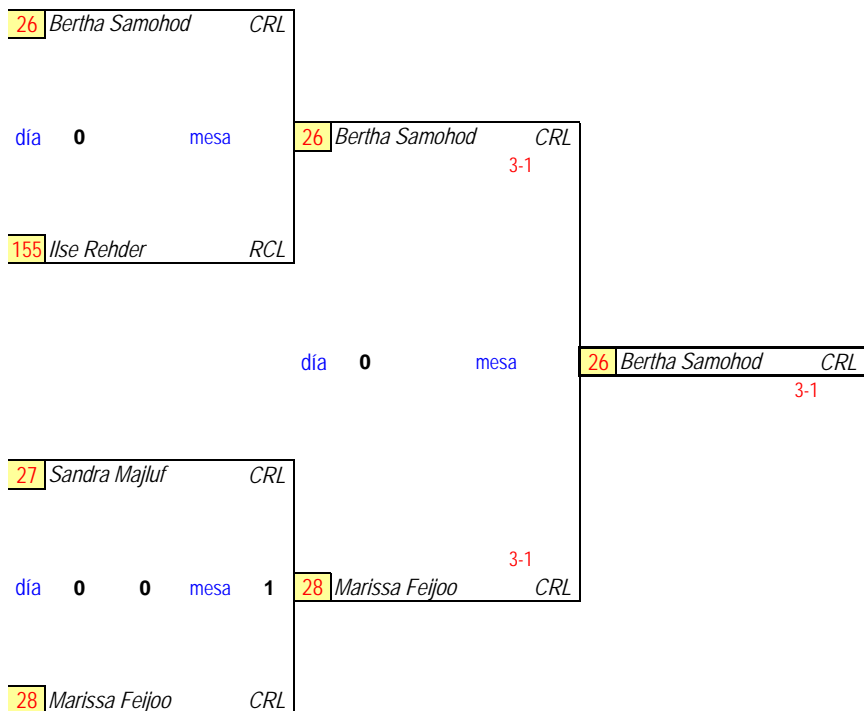 26 Bertha Samohod CRL
día 0 mesa
26 Bertha Samohod CRL
3-1
155 Ilse Rehder RCL
día 0 mesa
26 Bertha Samohod CRL
3-1
27 Sandra Majluf CRL
3-1
día 0 0 mesa 1
28 Marissa Feijoo CRL
28 Marissa Feijoo CRL